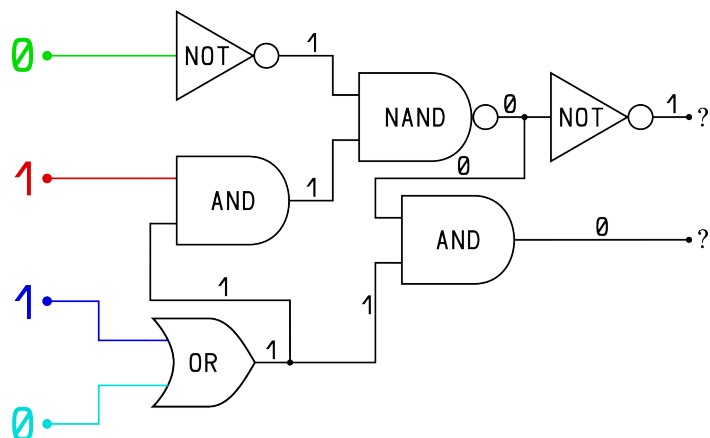 0 NOT 1
NAND 0 NOT 1 ?
0
1 AND 1
AND 0 ?
1 1
1 OR 1
0